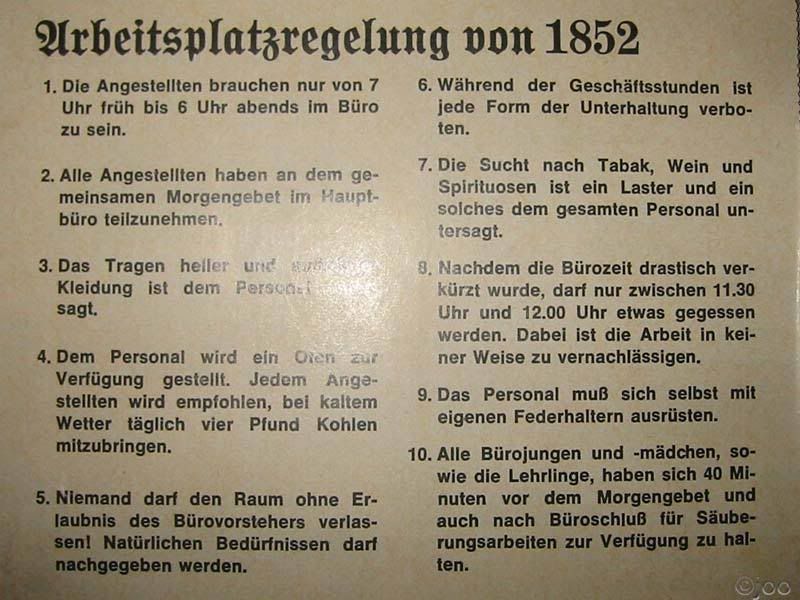 Arbeitsplatzregelung von 1852
1. Die Angestellten brauchen nur von 7
Uhr früh bis 6 Uhr abends im Büro
zu sein.
2. Alle Angestellten haben an dem ge-
meinsamen Morgengebet im Haupt-
büro teilzunehmen.
3. Das Tragen heller und
Kleidung ist dem Personal
sagt.
4. Dem Personal wird ein Ofen zur
Verfügung gestellt. Jedem Ange-
stellten wird empfohlen, bei kaltem
Wetter täglich vier Pfund Kohlen
mitzubringen.
5. Niemand darf den Raum ohne Er-
laubnis des Bürovorstehers verlas-
sen! Natürlichen Bedürfnissen darf
nachgegeben werden.
6. Während der Geschäftsstunden ist
jede Form der Unterhaltung verbo-
ten.
7. Die Sucht nach Tabak, Wein und
Spirituosen ist ein Laster und ein
solches dem gesamten Personal un-
tersagt.
8. Nachdem die Bürozeit drastisch ver-
kürzt wurde, darf nur zwischen 11.30
Uhr und 12.00 Uhr etwas gegessen
werden. Dabei ist die Arbeit in kei-
ner Weise zu vernachlässigen.
9. Das Personal muß sich selbst mit
eigenen Federhaltern ausrüsten.
10. Alle Bürojungen und -mädchen, so-
wie die Lehrlinge, haben sich 40 Mi-
nuten vor dem Morgengebet und
auch nach Büroschluß für Säube-
rungsarbeiten zur Verfügung zu hal-
ten.
©joo